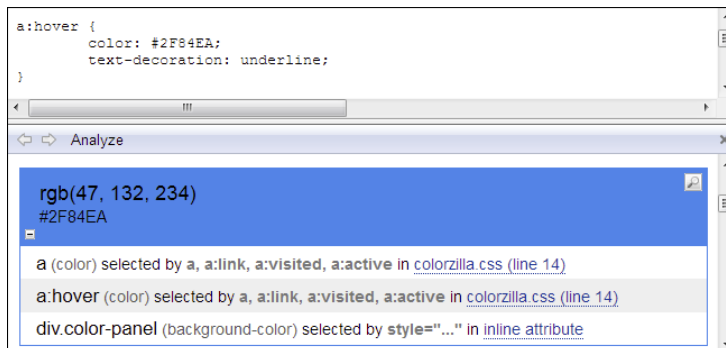 a:hover {
color: #2F84EA;
text-decoration: underline;
}
Analyze
rgb(47, 132, 234)
#2F84EA
a (color) selected by a, a:link, a:visited, a:active in colorzilla.css (line 14)
a:hover (color) selected by a, a:link, a:visited, a:active in colorzilla.css (line 14)
div.color-panel (background-color) selected by style="..." in inline attribute